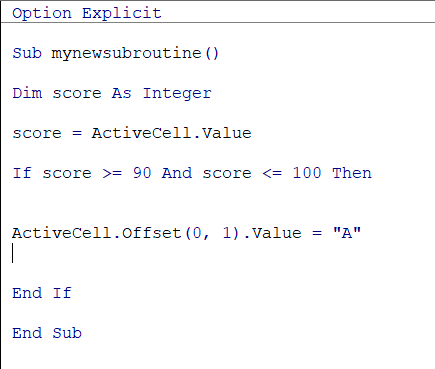 Option Explicit
Sub mynewsubroutine()
Dim score As Integer
score = ActiveCell.Value
If score >= 90 And score <= 100 Then
ActiveCell.Offset(0, 1).Value = "A"
End If
End Sub